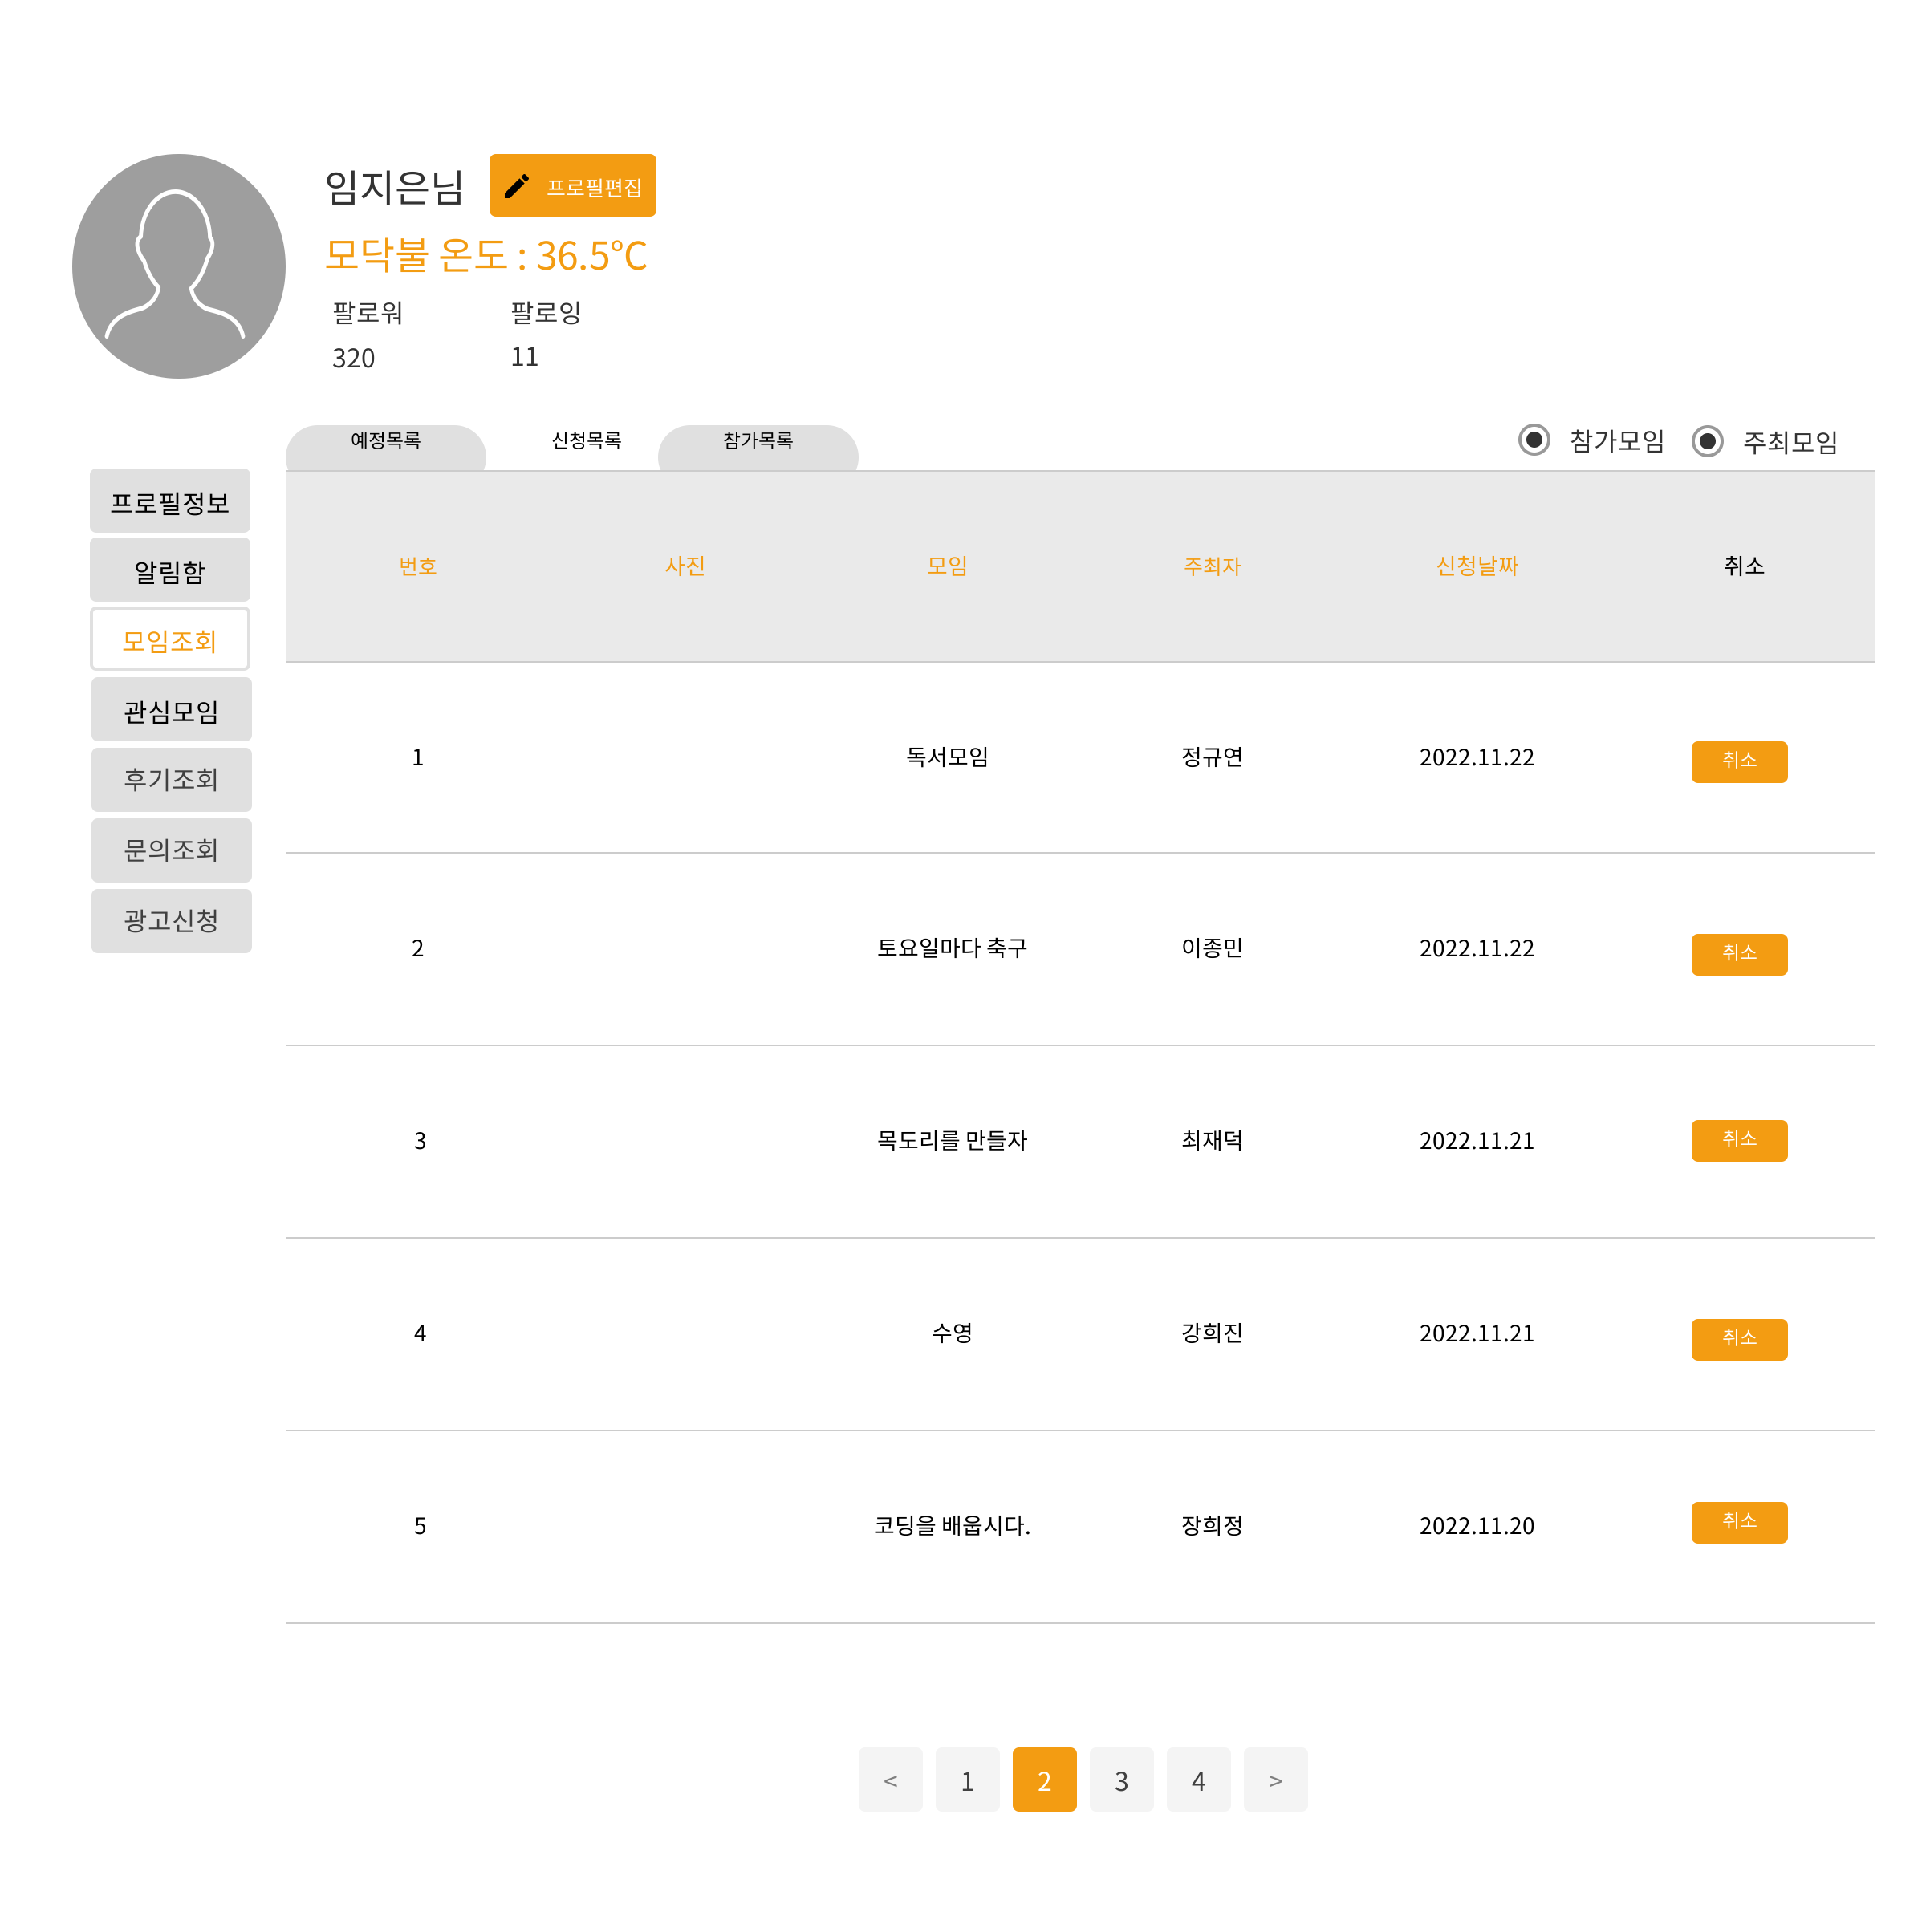 임지은님
프로필편집
모닥불 온도 : 36.5℃
팔로워 팔로잉
320 11
예정목록 신청목록 참가목록 참가모임 주최모임
프로필정보
알림함
모임조회
관심모임
후기조회
문의조회
광고신청
번호 사진 모임 주최자 신청날짜 취소
1 독서모임 정규연 2022.11.22 취소
2 토요일마다 축구 이종민 2022.11.22 취소
3 목도리를 만들자 최재덕 2022.11.21 취소
4 수영 강희진 2022.11.21 취소
5 코딩을 배웁시다. 장희정 2022.11.20 취소
< 1 2 3 4 >